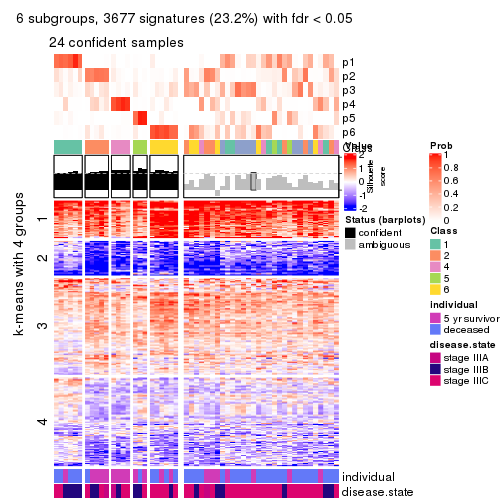 6 subgroups, 3677 signatures (23.2%) with fdr < 0.05
24 confident samples
p1
p2
p3
p4
p5
p6
Value
2
1
0
-1
-2
Silhouette
score
Prob
1
0.8
0.6
0.4
0.2
0
Status (barplots)
confident
ambiguous
Class
1
2
4
5
6
individual
5 yr survivor
deceased
disease.state
stage IIIA
stage IIIB
stage IIIC
k-means with 4 groups
1
2
3
4
individual
disease.state